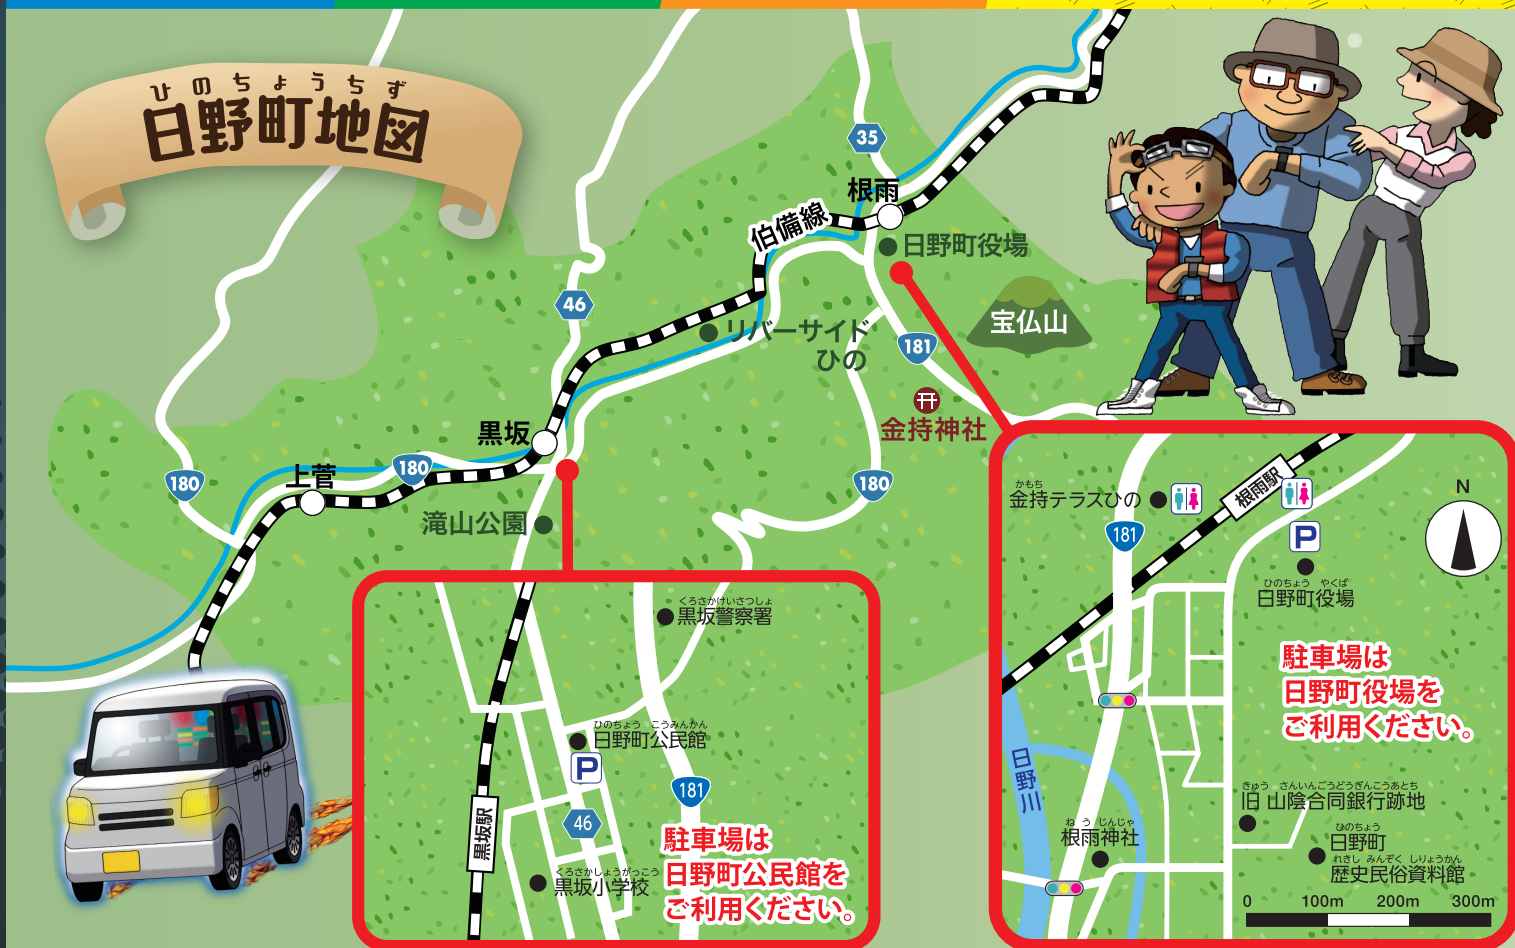 ひのちょうちず
日野町地図
35
根雨
伯備線
日野町役場
46
リバーサイド
ひの
宝仏山
181
金持神社
黒坂
180
上菅
180
180
滝山公園
くろさかけいさつしょ
黒坂警察署
ひのちょう こうみんかん
日野町公民館
P
181
46
黒坂駅
くろさかしょうがっこう
黒坂小学校
駐車場は
日野町公民館を
ご利用ください。
かもち
金持テラスひの
根雨駅
N
181
P
ひのちょう やくば
日野町役場
駐車場は
日野町役場を
ご利用ください。
日野川
きゅう さんいんごうどうぎんこうあとち
旧 山陰合同銀行跡地
ねうじんじゃ
根雨神社
ひのちょう
日野町
れきし みんぞく しりょうかん
歴史民俗資料館
0 100m 200m 300m